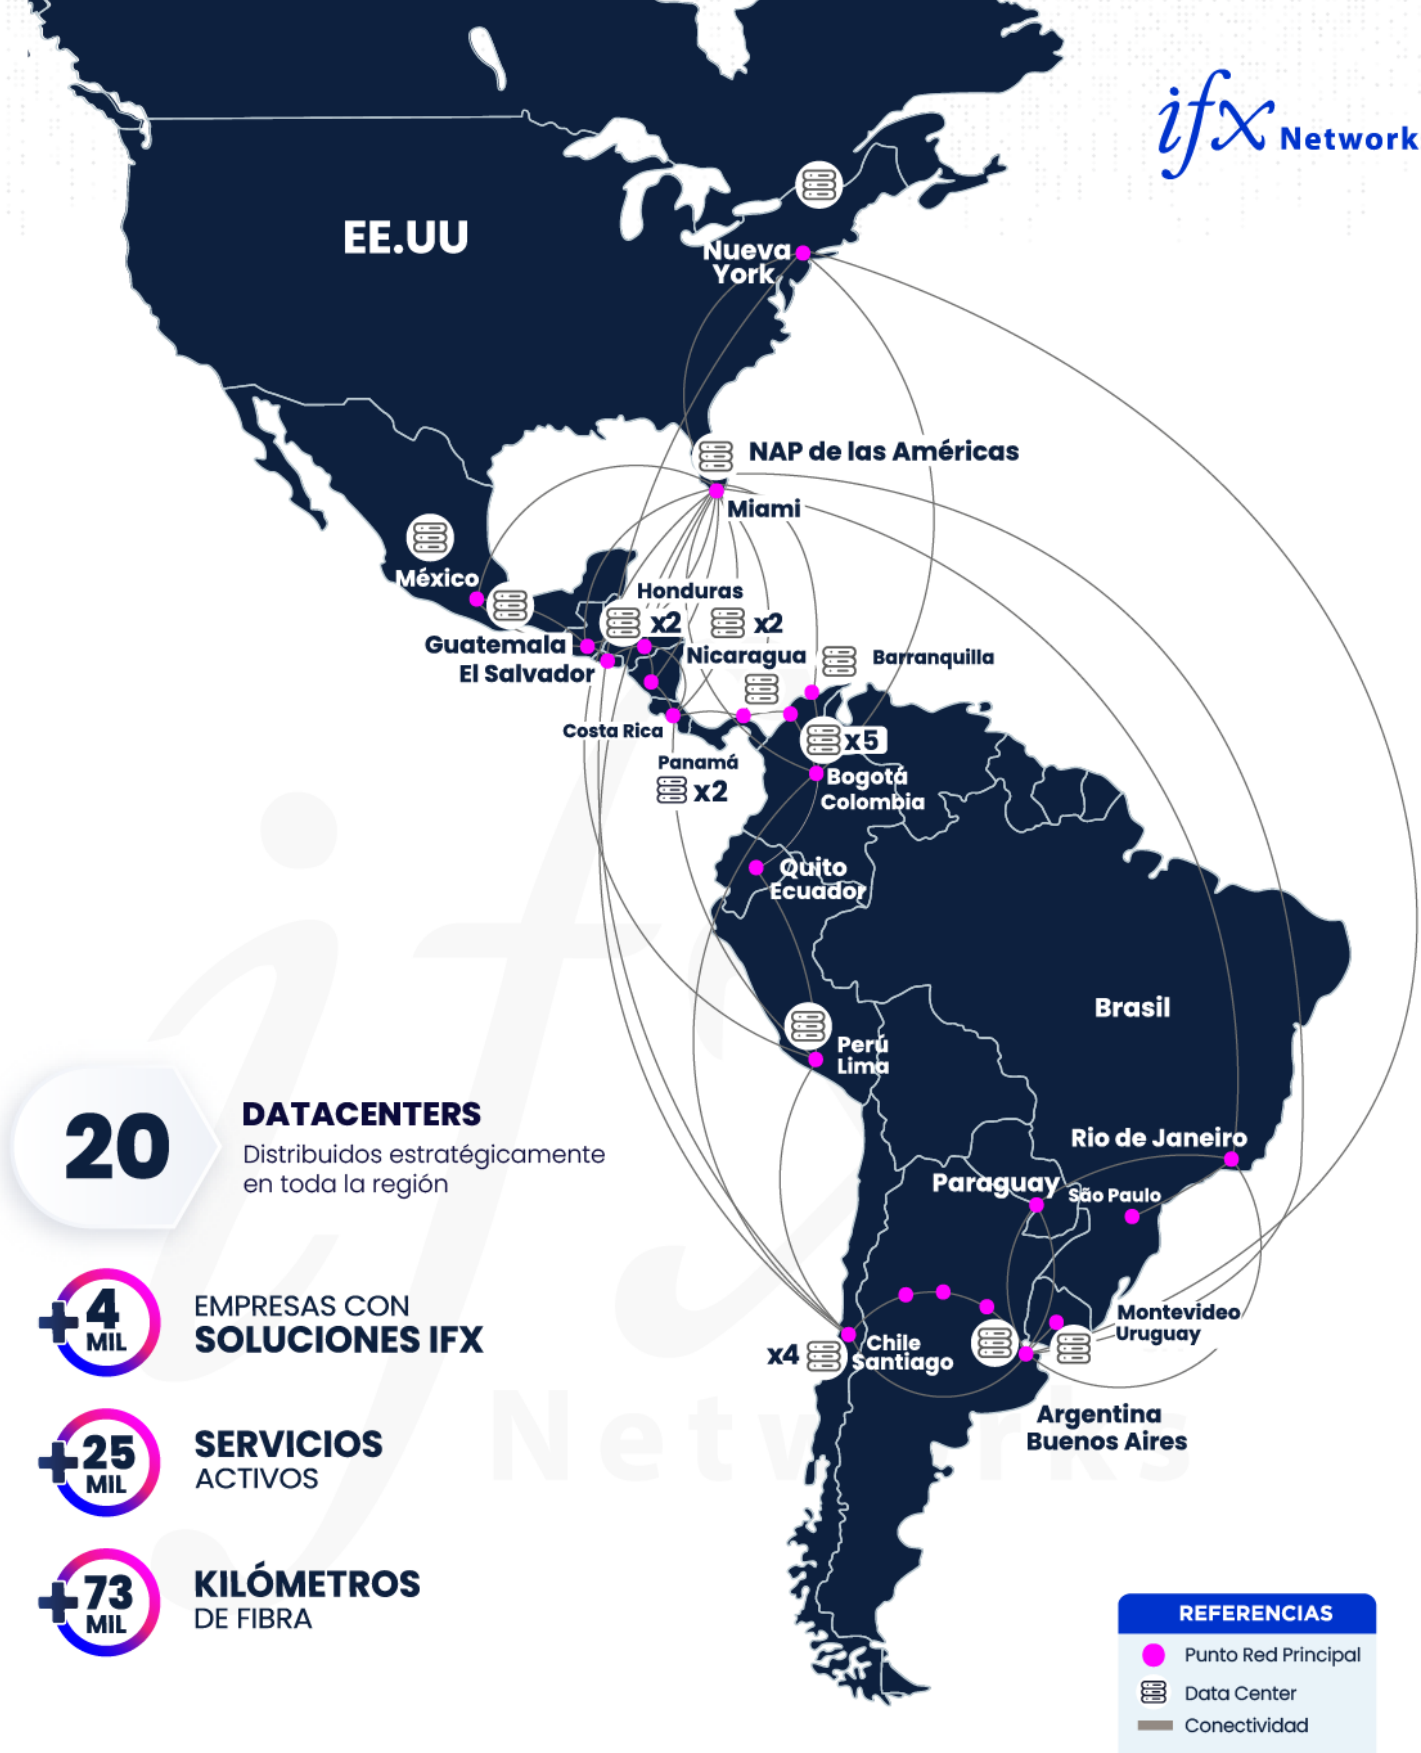 ifx Network
EE.UU
Nueva
York
NAP de las Américas
Miami
México
Honduras
x2
x2
Guatemala
Nicaragua
El Salvador
Barranquilla
Costa Rica
x5
Panamá
x2
Bogotá
Colombia
Quito
Ecuador
Brasil
Perú
Lima
20
DATACENTERS
Distribuidos estratégicamente
en toda la región
Rio de Janeiro
Paraguay
São Paulo
+4
MIL
EMPRESAS CON
SOLUCIONES IFX
Montevideo
Uruguay
x4
Chile
Santiago
Argentina
Buenos Aires
+25
MIL
SERVICIOS
ACTIVOS
+73
MIL
KILÓMETROS
DE FIBRA
ifx
Networks
REFERENCIAS
Punto Red Principal
Data Center
Conectividad